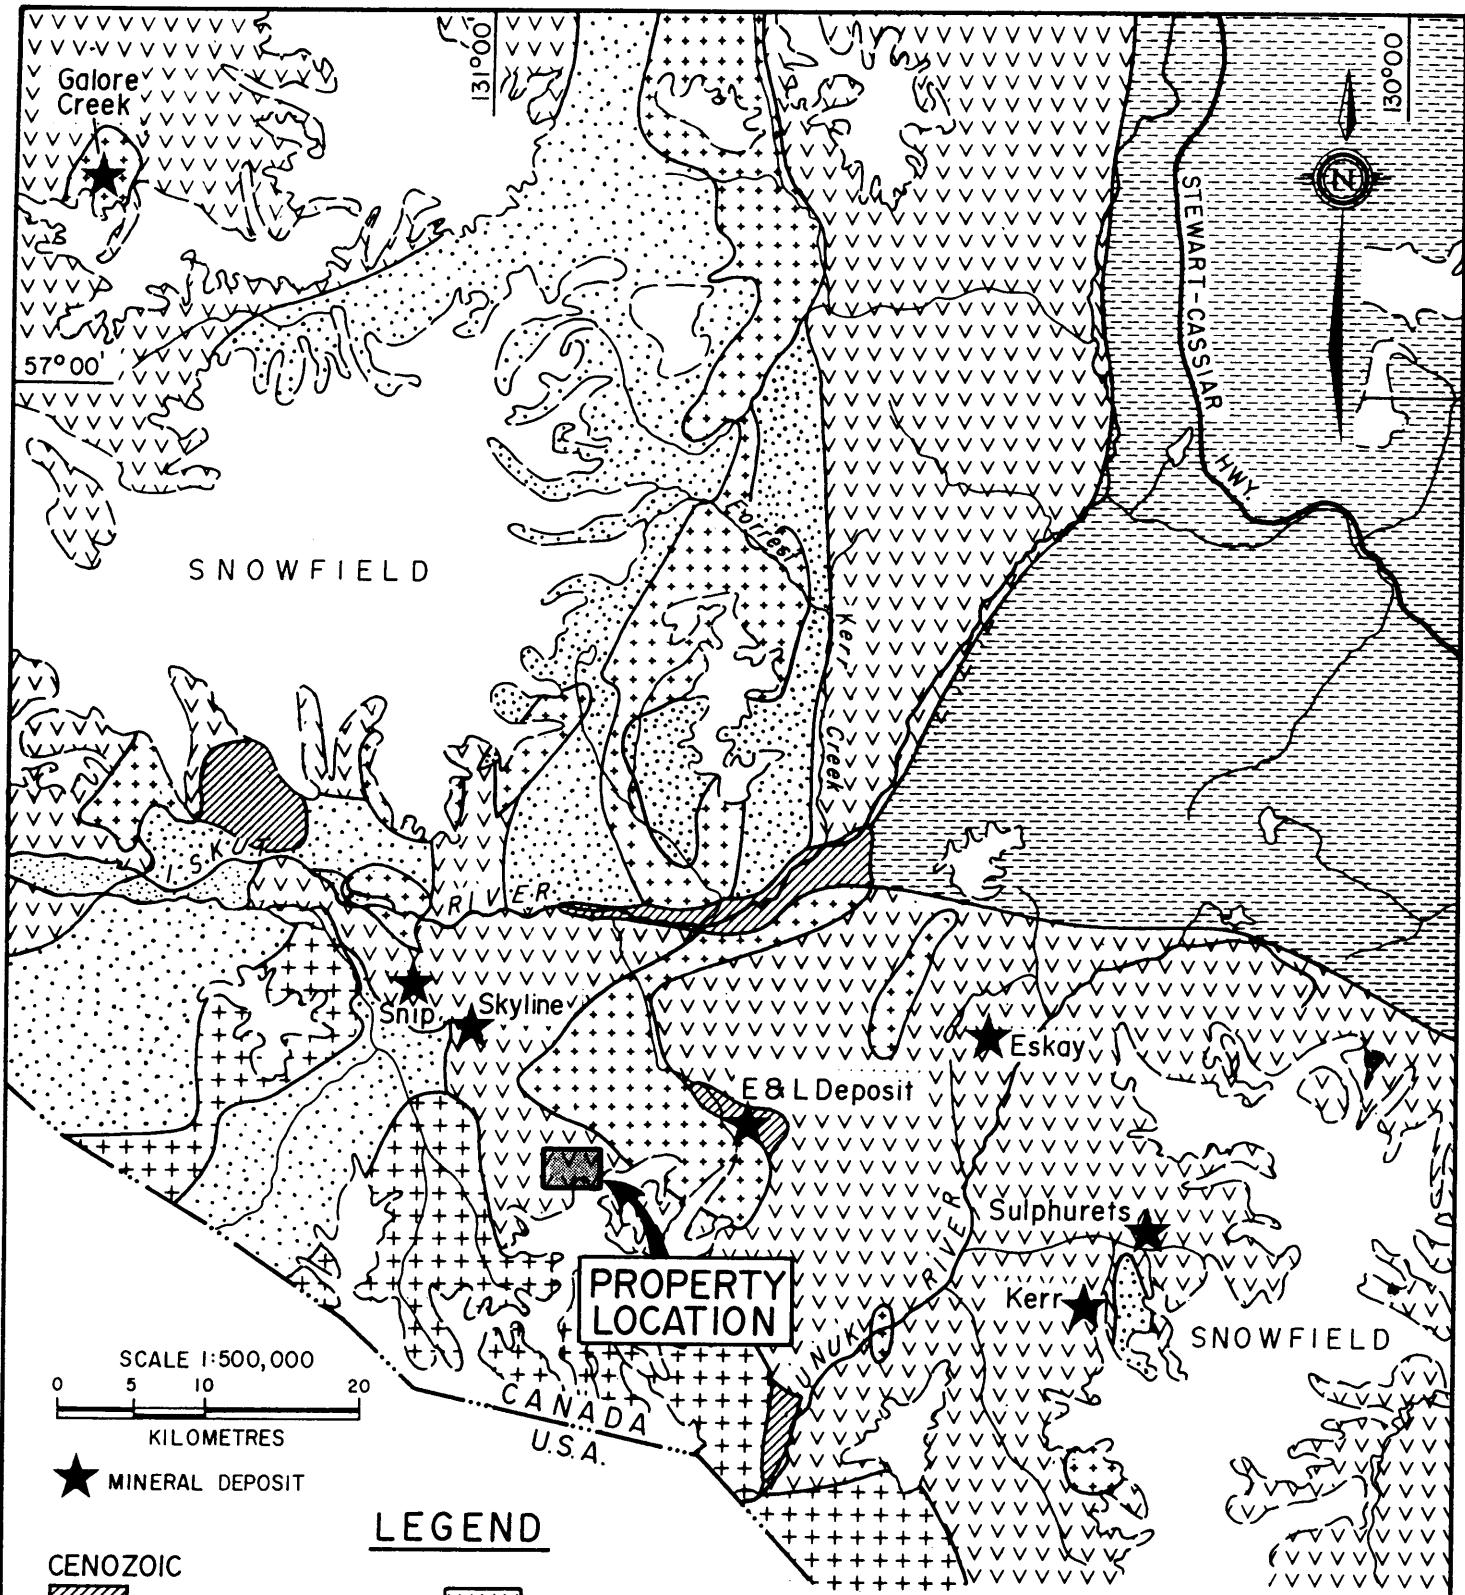 Galore
Creek
131°00'
130°00'
N
STEWART-CASSIAR HWY.
57°00'
SNOWFIELD
Forrest
Kerr Creek
RIVER
Snip
Skyline
Eskay
E & L Deposit
Sulphurets
Kerr
SNOWFIELD
UNUK RIVER
PROPERTY
LOCATION
SCALE 1:500,000
0 5 10 20
KILOMETRES
CANADA
U.S.A.
MINERAL DEPOSIT
LEGEND
CENOZOIC